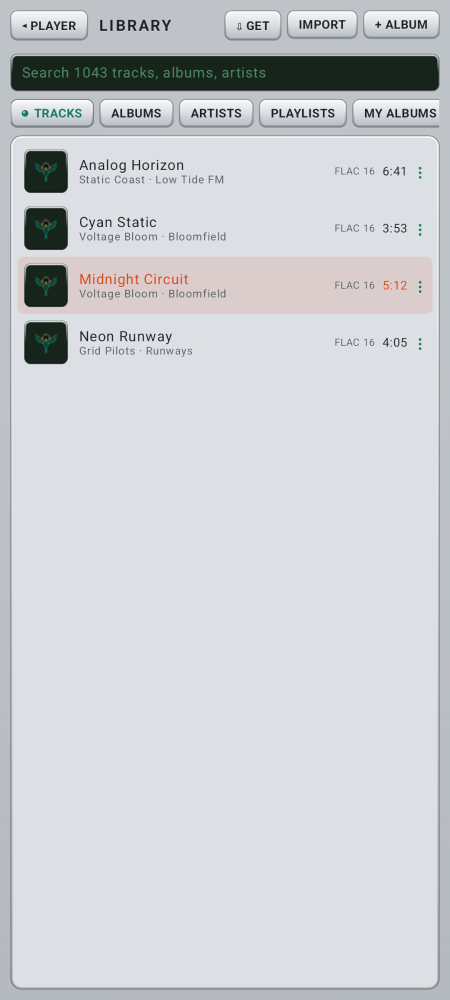 ◂ PLAYER LIBRARY ⇩ GET IMPORT + ALBUM
Search 1043 tracks, albums, artists
TRACKS ALBUMS ARTISTS PLAYLISTS MY ALBUMS
Analog Horizon FLAC 16 6:41
Static Coast · Low Tide FM
Cyan Static FLAC 16 3:53
Voltage Bloom · Bloomfield
Midnight Circuit FLAC 16 5:12
Voltage Bloom · Bloomfield
Neon Runway FLAC 16 4:05
Grid Pilots · Runways